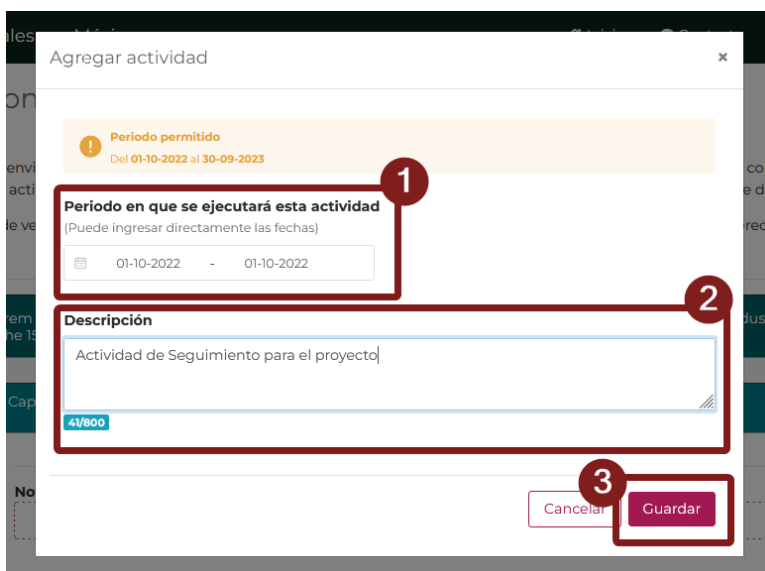 Agregar actividad
×
Periodo permitido
Del 01-10-2022 al 30-09-2023
1
Periodo en que se ejecutará esta actividad
(Puede ingresar directamente las fechas)
01-10-2022 - 01-10-2022
2
Descripción
Actividad de Seguimiento para el proyecto
41/800
3
Cancelar
Guardar
No
Cap